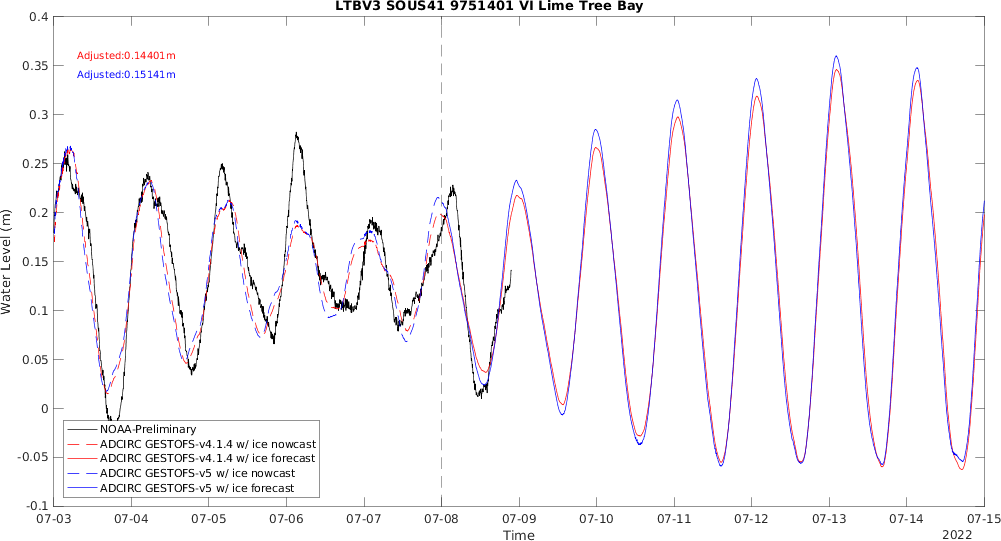 LTBV3 SOUS41 9751401 VI Lime Tree Bay
Adjusted:0.14401m
Adjusted:0.15141m
Water Level (m)
0.4
0.35
0.3
0.25
0.2
0.15
0.1
0.05
0
-0.05
-0.1
NOAA-Preliminary
ADCIRC GESTOFS-v4.1.4 w/ ice nowcast
ADCIRC GESTOFS-v4.1.4 w/ ice forecast
ADCIRC GESTOFS-v5 w/ ice nowcast
ADCIRC GESTOFS-v5 w/ ice forecast
07-03 07-04 07-05 07-06 07-07 07-08 07-09 07-10 07-11 07-12 07-13 07-14 07-15
Time
2022